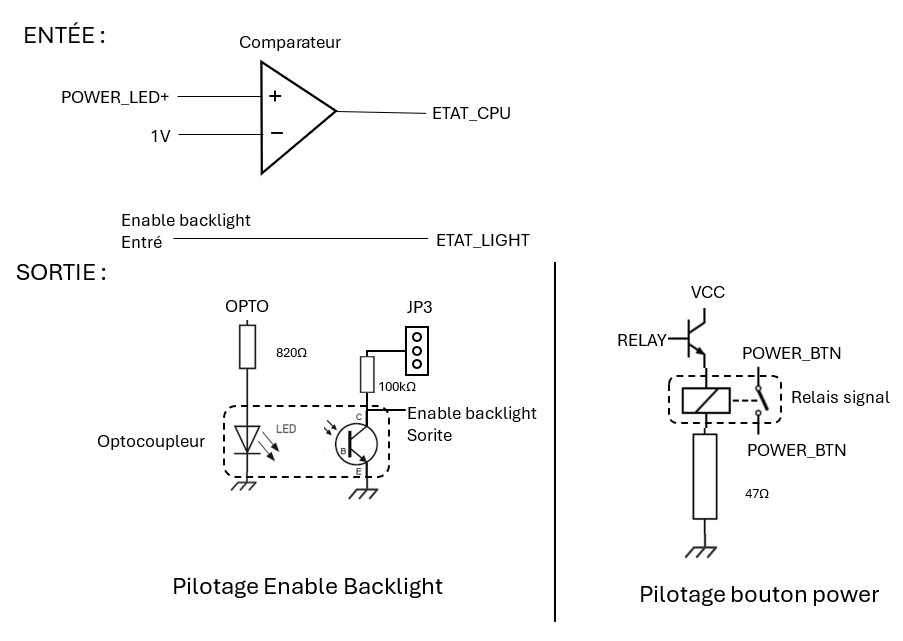 ENTÉE :
Comparateur
POWER_LED+
+
1V
−
ETAT_CPU
Enable backlight
Entré
ETAT_LIGHT
SORTIE :
OPTO
JP3
820Ω
100kΩ
Enable backlight
Sorite
Optocoupleur
LED
C
B
E
Pilotage Enable Backlight
VCC
RELAY
POWER_BTN
Relais signal
POWER_BTN
47Ω
Pilotage bouton power